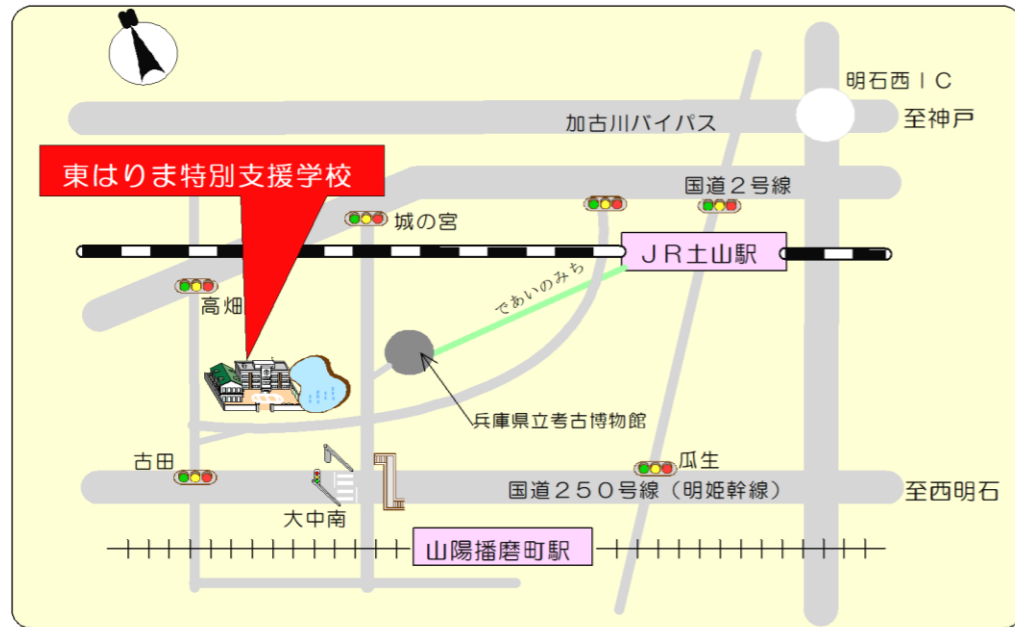 明石西ＩＣ
加古川バイパス
至神戸
東はりま特別支援学校
国道２号線
城の宮
ＪＲ土山駅
であいのみち
高畑
兵庫県立考古博物館
古田
瓜生
国道２５０号線（明姫幹線）
至西明石
大中南
山陽播磨町駅